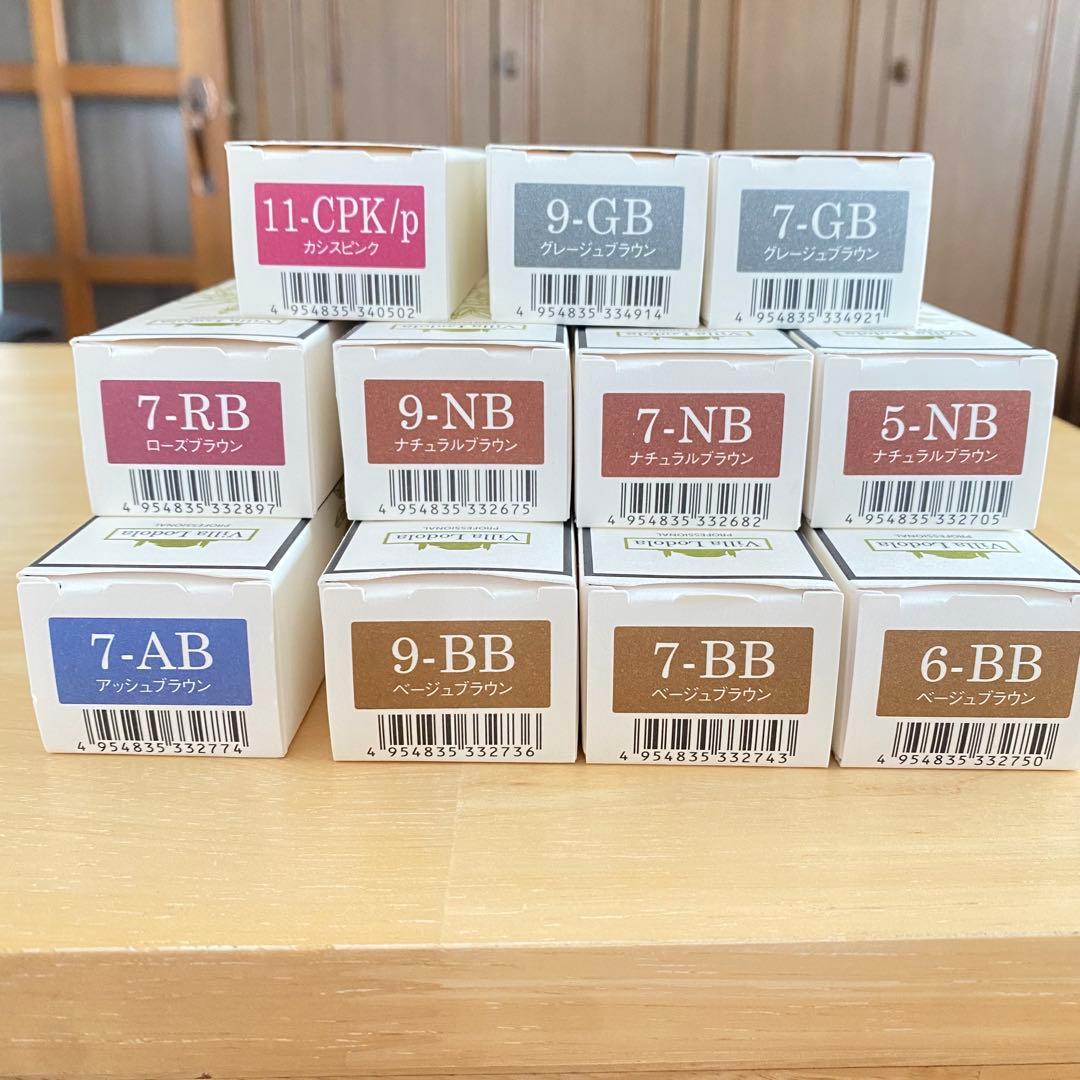 11-CPK/p
カシスピンク
4 954835 340502
9-GB
グレージュブラウン
4 954835 334914
7-GB
グレージュブラウン
4 954835 334921
7-RB
ローズブラウン
4 954835 332897
9-NB
ナチュラルブラウン
4 954835 332675
7-NB
ナチュラルブラウン
4 954835 332682
5-NB
ナチュラルブラウン
4 954835 332705
Villa Lodola
PROFESSIONAL
7-AB
アッシュブラウン
4 954835 332774
Villa Lodola
PROFESSIONAL
9-BB
ベージュブラウン
4 954835 332736
Villa Lodola
PROFESSIONAL
7-BB
ベージュブラウン
4 954835 332743
6-BB
ベージュブラウン
4 954835 332750